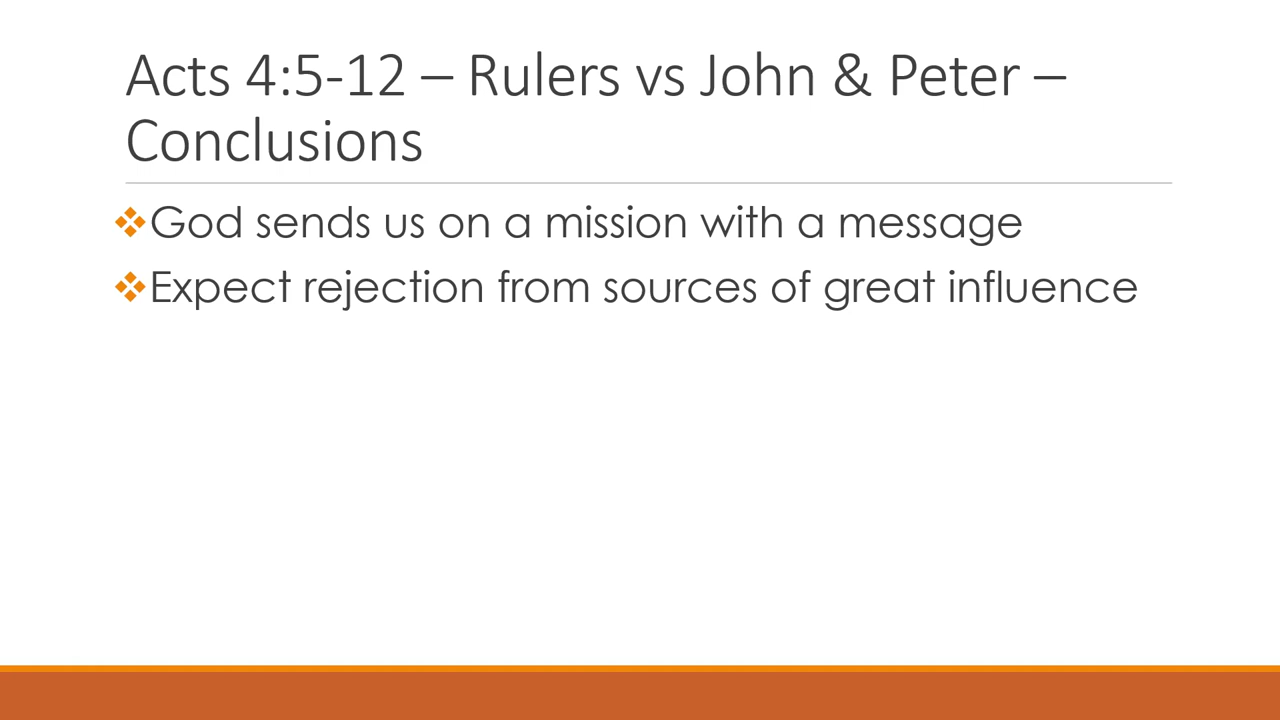 Acts 4:5-12 – Rulers vs John & Peter –
Conclusions
❖God sends us on a mission with a message
❖Expect rejection from sources of great influence